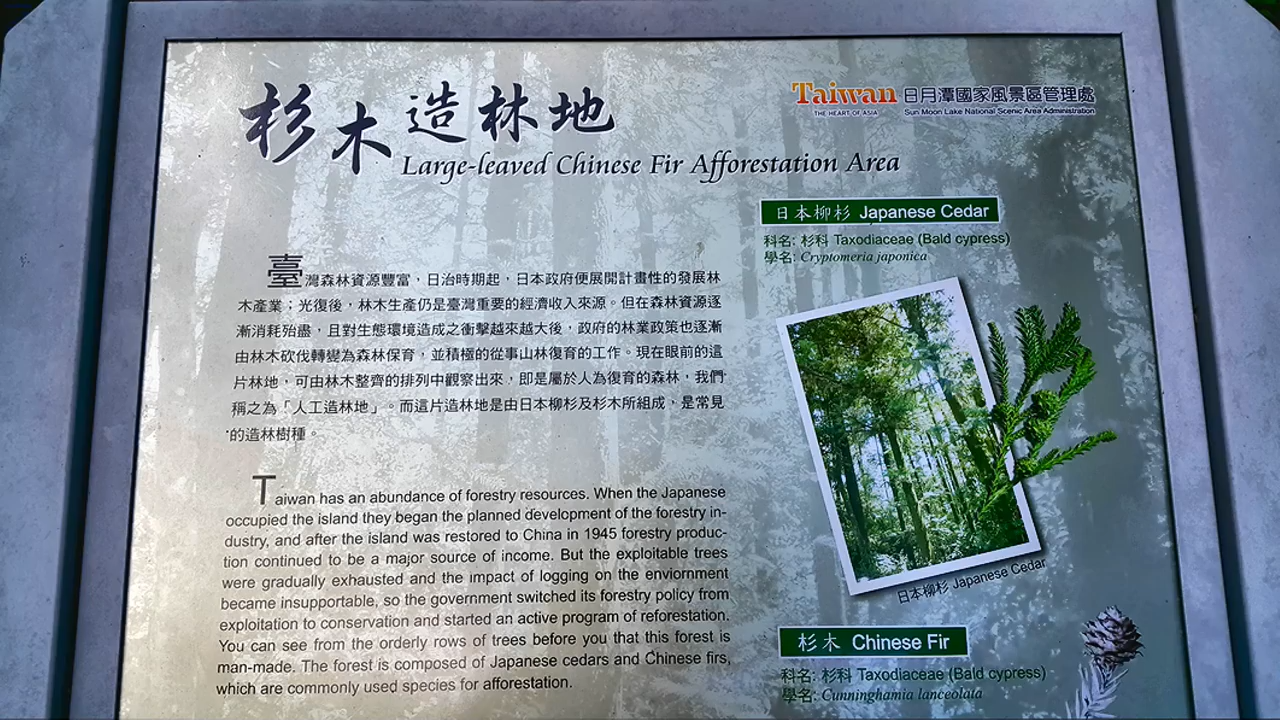 杉木造林地
Large-leaved Chinese Fir Afforestation Area
Taiwan 日月潭國家風景區管理處
THE HEART OF ASIA Sun Moon Lake National Scenic Area Administration
臺灣森林資源豐富，日治時期起，日本政府便展開計畫性的發展林
木產業；光復後，林木生產仍是臺灣重要的經濟收入來源。但在森林資源逐
漸消耗殆盡，且對生態環境造成之衝擊越來越大後，政府的林業政策也逐漸
由林木砍伐轉變為森林保育，並積極的從事山林復育的工作。現在眼前的這
片林地，可由林木整齊的排列中觀察出來，即是屬於人為復育的森林，我們
稱之為「人工造林地」。而這片造林地是由日本柳杉及杉木所組成，是常見
的造林樹種。
Taiwan has an abundance of forestry resources. When the Japanese
occupied the island they began the planned development of the forestry in-
dustry, and after the island was restored to China in 1945 forestry produc-
tion continued to be a major source of income. But the exploitable trees
were gradually exhausted and the impact of logging on the enviornment
became insupportable, so the government switched its forestry policy from
exploitation to conservation and started an active program of reforestation.
You can see from the orderly rows of trees before you that this forest is
man-made. The forest is composed of Japanese cedars and Chinese firs,
which are commonly used species for afforestation.
日本柳杉 Japanese Cedar
科名: 杉科 Taxodiaceae (Bald cypress)
學名: Cryptomeria japonica
日本柳杉 Japanese Cedar
杉木 Chinese Fir
科名: 杉科 Taxodiaceae (Bald cypress)
學名: Cunninghamia lanceolata